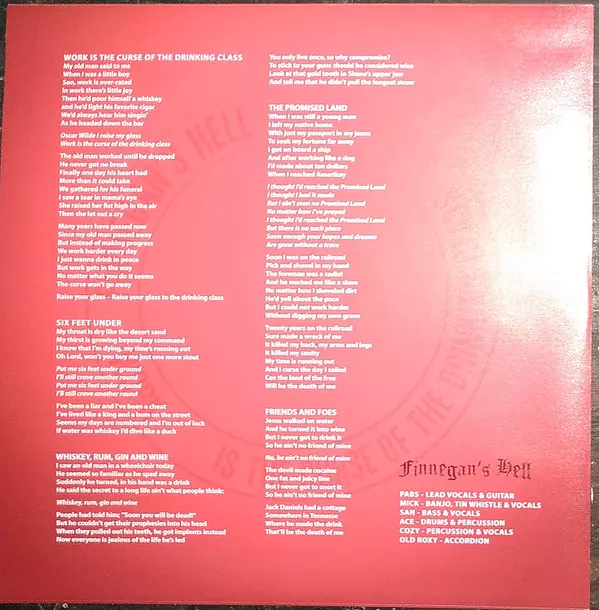 WORK IS THE CURSE OF THE DRINKING CLASS
My old man said to me
When I was a little boy
Son, work is over-rated
In work there's little joy
Then he'd pour himself a whiskey
and he'd light his favorite cigar
We'd always hear him singin'
As he headed down the bar
Oscar Wilde I raise my glass
Work is the curse of the drinking class
The old man worked until he dropped
He never got no break
Finally one day his heart had
More than it could take
We gathered for his funeral
I saw a tear in mama's eye
She raised her fist high in the air
Then she let out a cry
Many years have passed now
Since my old man passed away
But instead of making progress
We work harder every day
I just wanna drink in peace
But work gets in the way
No matter what you do it seems
The curse won't go away
Raise your glass – Raise your glass to the drinking class
SIX FEET UNDER
My throat is dry like the desert sand
My thirst is growing beyond my command
I know that I'm dying, my time's running out
Oh Lord, won't you buy me just one more stout
Put me six feet under ground
I'll still crave another round
Put me six feet under ground
I'll still crave another round
I've been a liar and I've been a cheat
I've lived like a king and a bum on the street
Seems my days are numbered and I'm out of luck
If water was whiskey I'd dive like a duck
WHISKEY, RUM, GIN AND WINE
I saw an old man in a wheelchair today
He seemed so familiar as he sped away
Suddenly he turned, in his hand was a drink
He said the secret to a long life ain't what people think:
Whiskey, rum, gin and wine
People had told him; "Soon you will be dead!"
But he couldn't get their prophesies into his head
When they pulled out his teeth, he got implants instead
Now everyone is jealous of the life he's led
You only live once, so why compromise?
To stick to your guns should be considered wise
Look at that gold tooth in Shane's upper jaw
And tell me that he didn't pull the longest straw
THE PROMISED LAND
When I was still a young man
I left my native home
With just my passport in my jeans
To seek my fortune far away
I got on board a ship
And after working like a dog
I'd made about ten dollars
When I reached Amerikay
I thought I'd reached the Promised Land
I thought I had it made
But I ain't seen no Promised Land
No matter how I've prayed
I thought I'd reached the Promised Land
But there is no such place
Soon enough your hopes and dreams
Are gone without a trace
Soon I was on the railroad
Pick and shovel in my hand
The foreman was a sadist
And he worked me like a slave
No matter how I shoveled dirt
He'd yell about the pace
But I could not work harder
Without digging my own grave
Twenty years on the railroad
Sure made a wreck of me
It killed my back, my arms and legs
It killed my sanity
My time is running out
And I curse the day I sailed
Cos the land of the free
Will be the death of me
FRIENDS AND FOES
Jesus walked on water
And he turned it into wine
But I never got to drink it
So he ain't no friend of mine
No, he ain't no friend of mine
The devil made cocaine
One fat and juicy line
But I never got to snort it
So he ain't no friend of mine
Jack Daniels had a cottage
Somewhere in Tennesse
Where he made the drink
That'll be the death of me
Finnegan's Hell
PABS - LEAD VOCALS & GUITAR
MICK - BANJO, TIN WHISTLE & VOCALS
SAN - BASS & VOCALS
ACE - DRUMS & PERCUSSION
COZY - PERCUSSION & VOCALS
OLD ROXY - ACCORDION